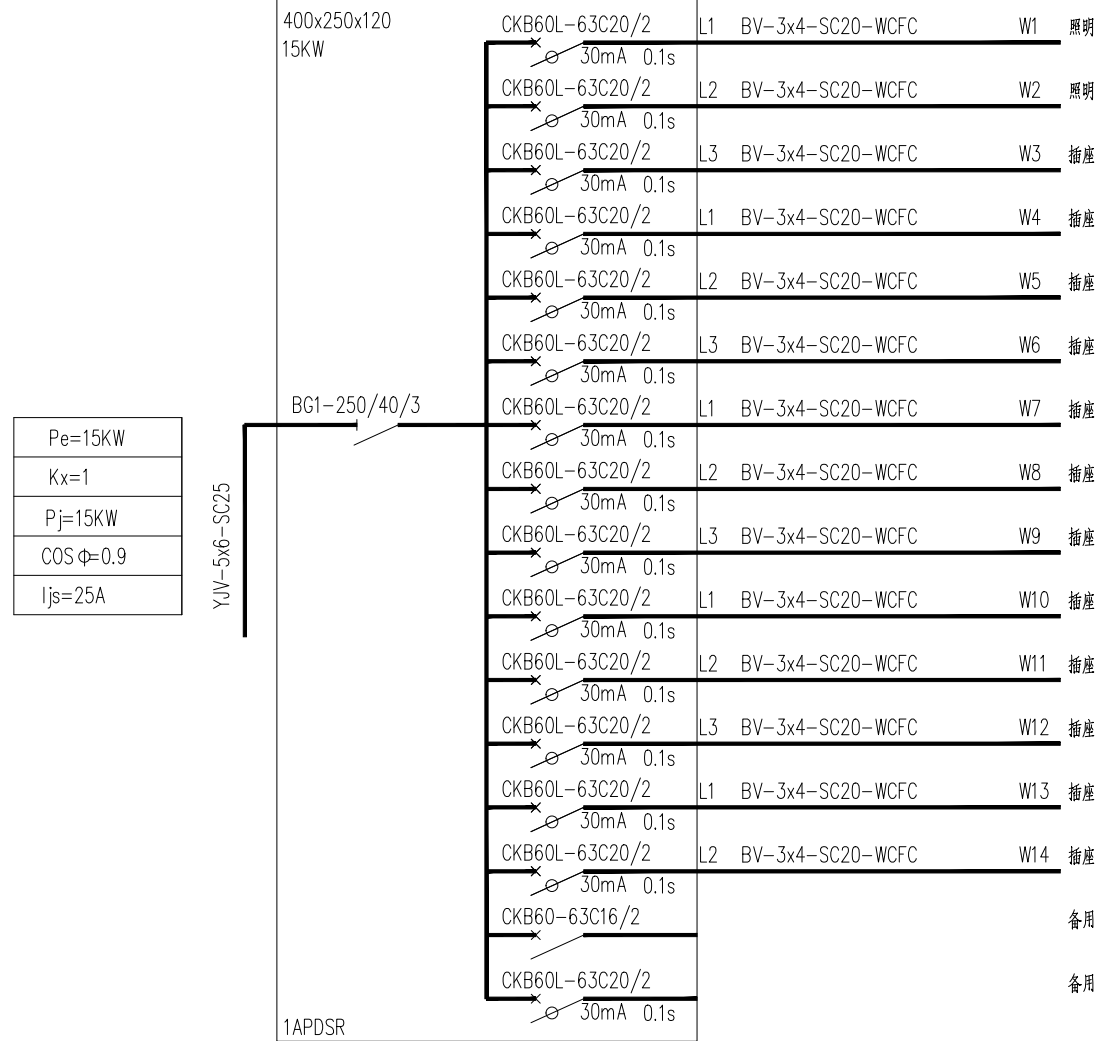 400x250x120
15KW
CKB60L-63C20/2 L1 BV-3x4-SC20-WCFC W1 照明
30mA 0.1s
CKB60L-63C20/2 L2 BV-3x4-SC20-WCFC W2 照明
30mA 0.1s
CKB60L-63C20/2 L3 BV-3x4-SC20-WCFC W3 插座
30mA 0.1s
CKB60L-63C20/2 L1 BV-3x4-SC20-WCFC W4 插座
30mA 0.1s
CKB60L-63C20/2 L2 BV-3x4-SC20-WCFC W5 插座
30mA 0.1s
CKB60L-63C20/2 L3 BV-3x4-SC20-WCFC W6 插座
30mA 0.1s
BG1-250/40/3
CKB60L-63C20/2 L1 BV-3x4-SC20-WCFC W7 插座
30mA 0.1s
CKB60L-63C20/2 L2 BV-3x4-SC20-WCFC W8 插座
30mA 0.1s
CKB60L-63C20/2 L3 BV-3x4-SC20-WCFC W9 插座
30mA 0.1s
CKB60L-63C20/2 L1 BV-3x4-SC20-WCFC W10 插座
30mA 0.1s
CKB60L-63C20/2 L2 BV-3x4-SC20-WCFC W11 插座
30mA 0.1s
CKB60L-63C20/2 L3 BV-3x4-SC20-WCFC W12 插座
30mA 0.1s
CKB60L-63C20/2 L1 BV-3x4-SC20-WCFC W13 插座
30mA 0.1s
CKB60L-63C20/2 L2 BV-3x4-SC20-WCFC W14 插座
30mA 0.1s
CKB60-63C16/2 备用
CKB60L-63C20/2 备用
30mA 0.1s
1APDSR
Pe=15KW
Kx=1
Pj=15KW
COSΦ=0.9
Ijs=25A
YJV-5x6-SC25